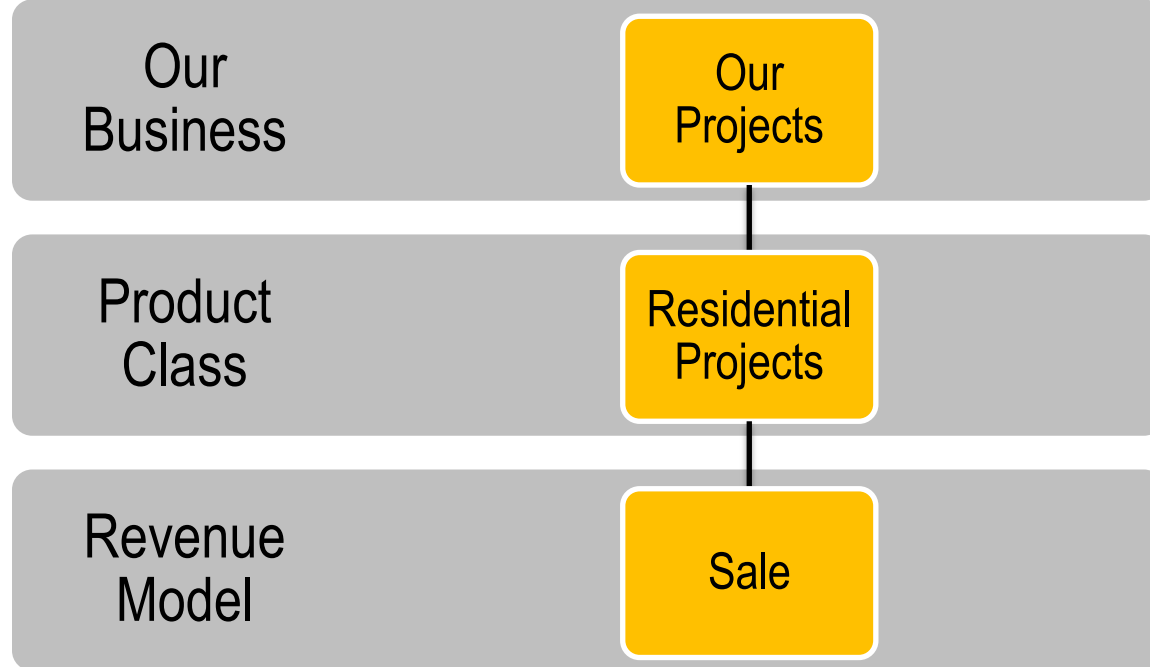 Our
Business
Our
Projects
Product
Class
Residential
Projects
Revenue
Model
Sale